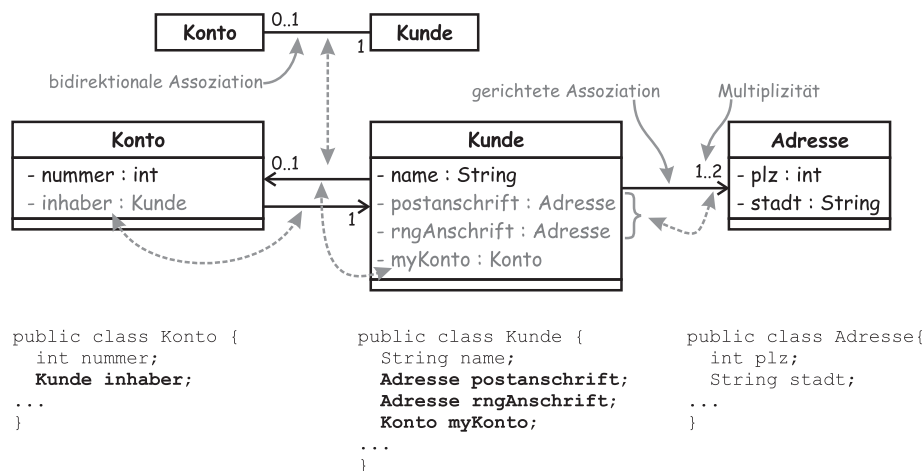 Konto 0..1 1 Kunde
bidirektionale Assoziation
gerichtete Assoziation Multiplizität
Konto
- nummer : int
- inhaber : Kunde
0..1
1
Kunde
- name : String
- postanschrift : Adresse
- rngAnschrift : Adresse
- myKonto : Konto
1..2
Adresse
- plz : int
- stadt : String
public class Konto {
int nummer;
Kunde inhaber;
...
}
public class Kunde {
String name;
Adresse postanschrift;
Adresse rngAnschrift;
Konto myKonto;
...
}
public class Adresse{
int plz;
String stadt;
...
}